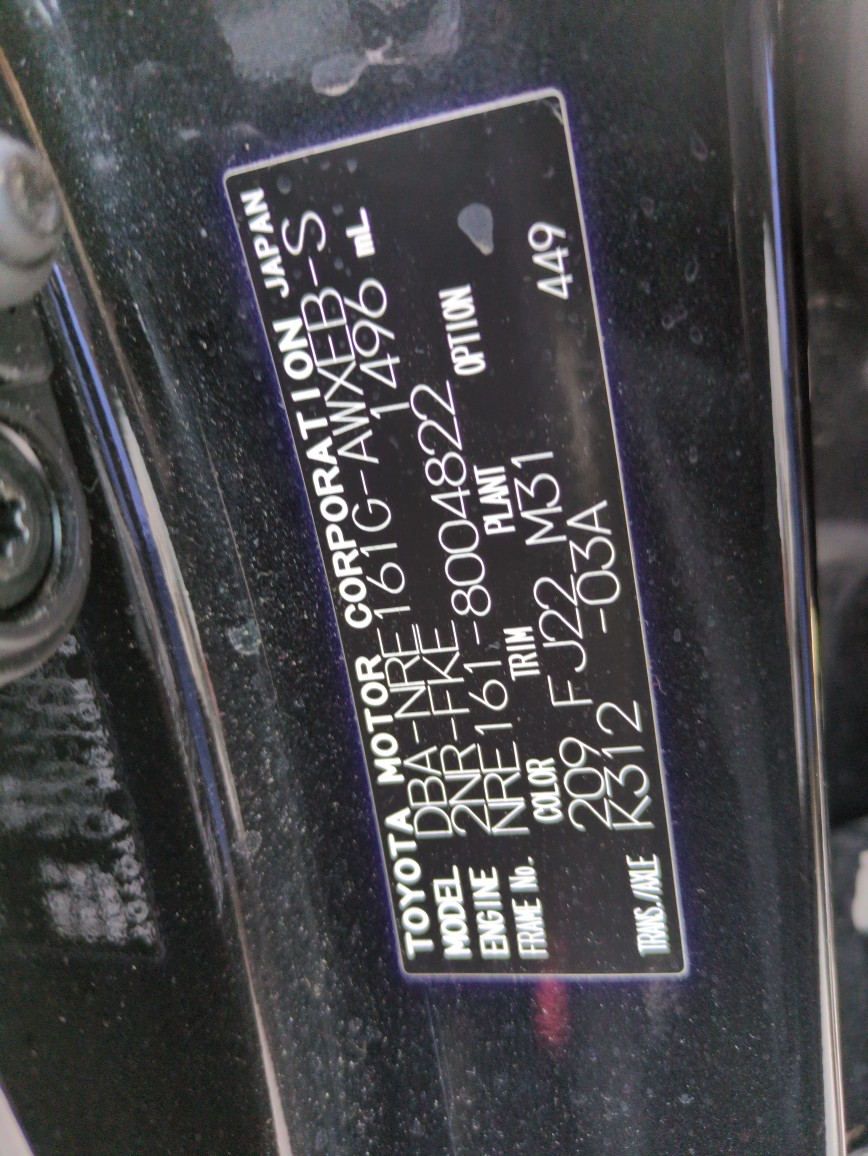 TOYOTA MOTOR CORPORATION JAPAN
MODEL DBA-NRE161G-AWXEB-S
ENGINE 2NR-FKE 1496 mL
FRAME No. NRE161-8004822
COLOR TRIM PLANT OPTION
209 FJ22 M31 449
TRANS./AXLE K312 -03A